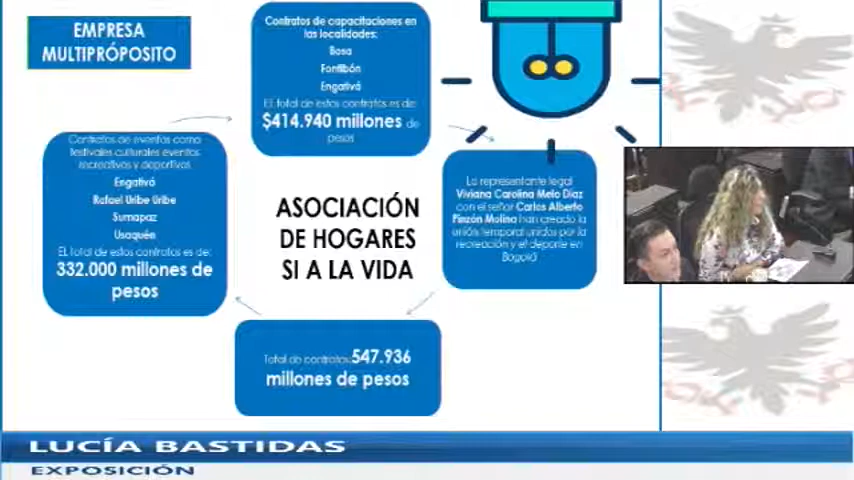 EMPRESA
MULTIPRÓPOSITO
Contratos de capacitaciones en
las localidades:
Bosa
Fontibón
Engativá
EL total de estos contratos es de:
$414.940 millones de
pesos
Contratos de eventos como
festivales culturales eventos
recreativos y deportivos
Engativá
Rafael Uribe Uribe
Sumapaz
Usaquén
EL total de estos contratos es de:
332.000 millones de
pesos
ASOCIACIÓN
DE HOGARES
SI A LA VIDA
La representante legal
Viviana Carolina Melo Díaz
con el señor Carlos Alberto
Pinzón Molina han creado la
unión temporal unidos por la
recreación y el deporte en
Bogotá
Total de contratos: 547.936
millones de pesos
LUCÍA BASTIDAS
EXPOSICIÓN